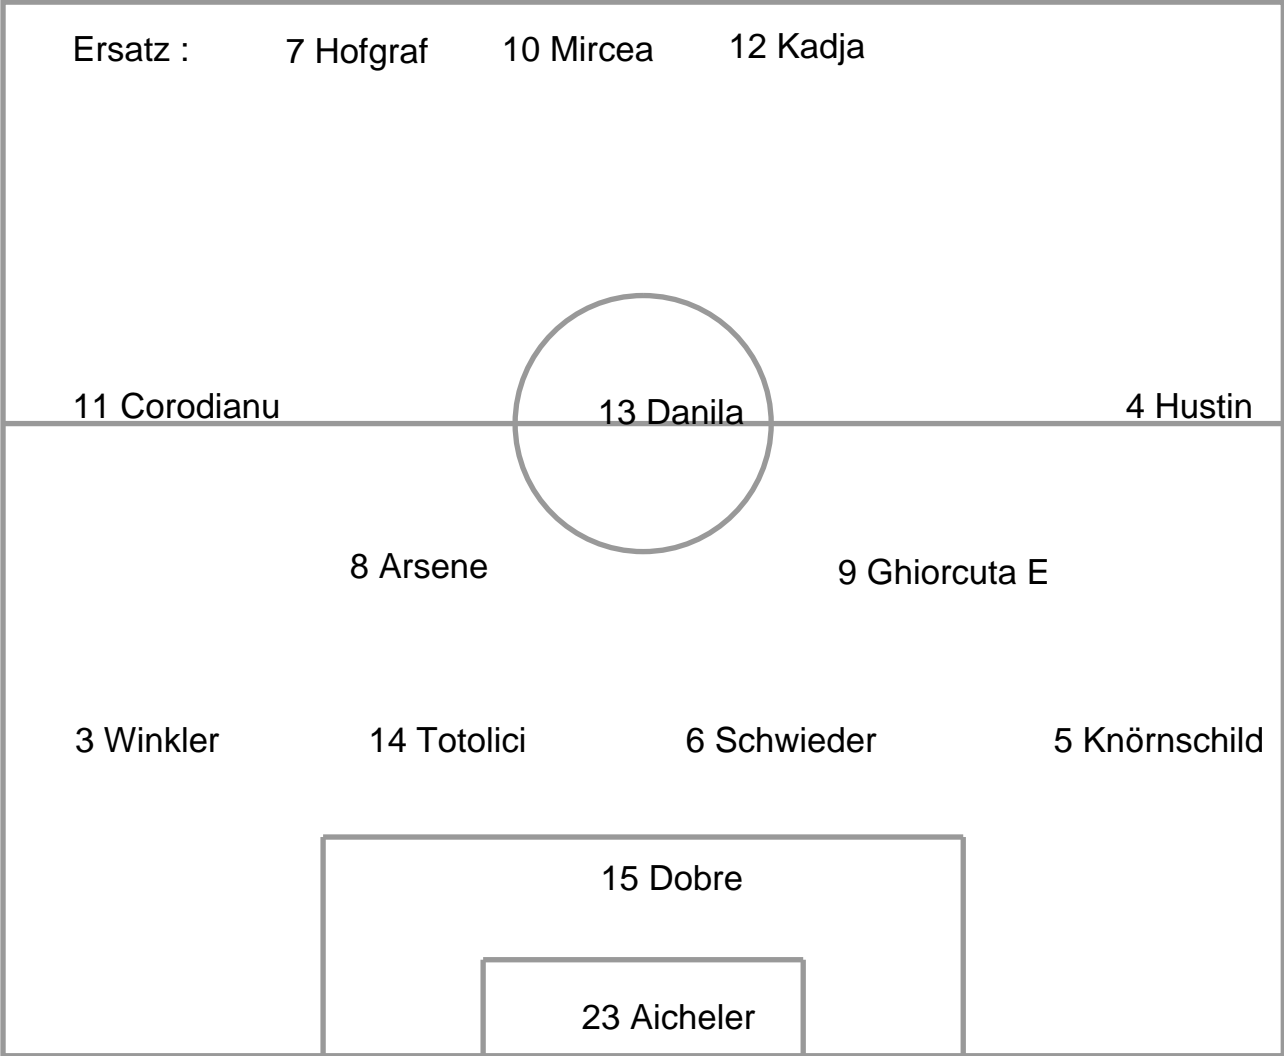 Ersatz : 7 Hofgraf 10 Mircea 12 Kadja
11 Corodianu 13 Danila 4 Hustin
8 Arsene 9 Ghiorcuta E
3 Winkler 14 Totolici 6 Schwieder 5 Knörnschild
15 Dobre
23 Aicheler